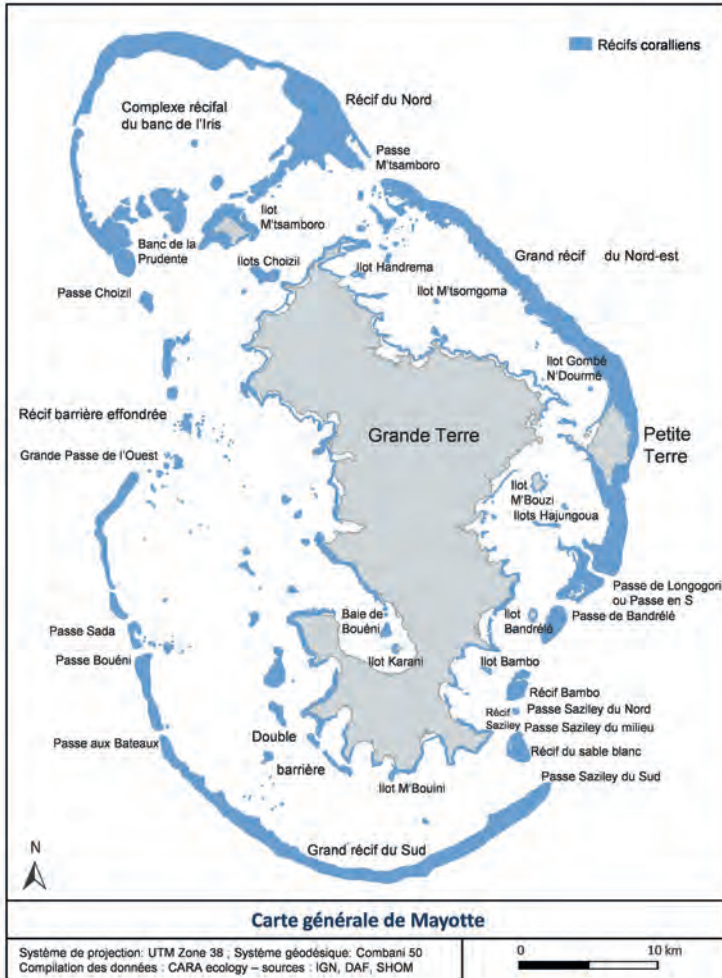 Récifs coralliens
Complexe récifal
du banc de l'Iris
Récif du Nord
Passe
M'tsamboro
Ilot
M'tsamboro
Banc de la
Prudente
Ilots Choizil
Ilot Handrema
Grand récif du Nord-est
Passe Choizil
Ilot M'tsomgoma
Ilot Gombé
N'Dourmé
Récif barrière effondrée
Grande Terre
Petite
Terre
Grande Passe de l'Ouest
Ilot
M'Bouzi
Ilots Hajungoua
Passe de Longogori
ou Passe en S
Passe de Bandrélé
Baie de
Bouéni
Ilot
Bandrélé
Passe Sada
Passe Bouéni
Ilot Karani
Ilot Bambo
Récif Bambo
Passe Saziley du Nord
Récif
Saziley
Passe Saziley du milieu
Double
barrière
Passe aux Bateaux
Récif du sable blanc
Passe Saziley du Sud
Ilot M'Bouini
Grand récif du Sud
N
Carte générale de Mayotte
Système de projection: UTM Zone 38 ; Système géodésique: Combani 50
Compilation des données : CARA ecology – sources : IGN, DAF, SHOM
0 10 km